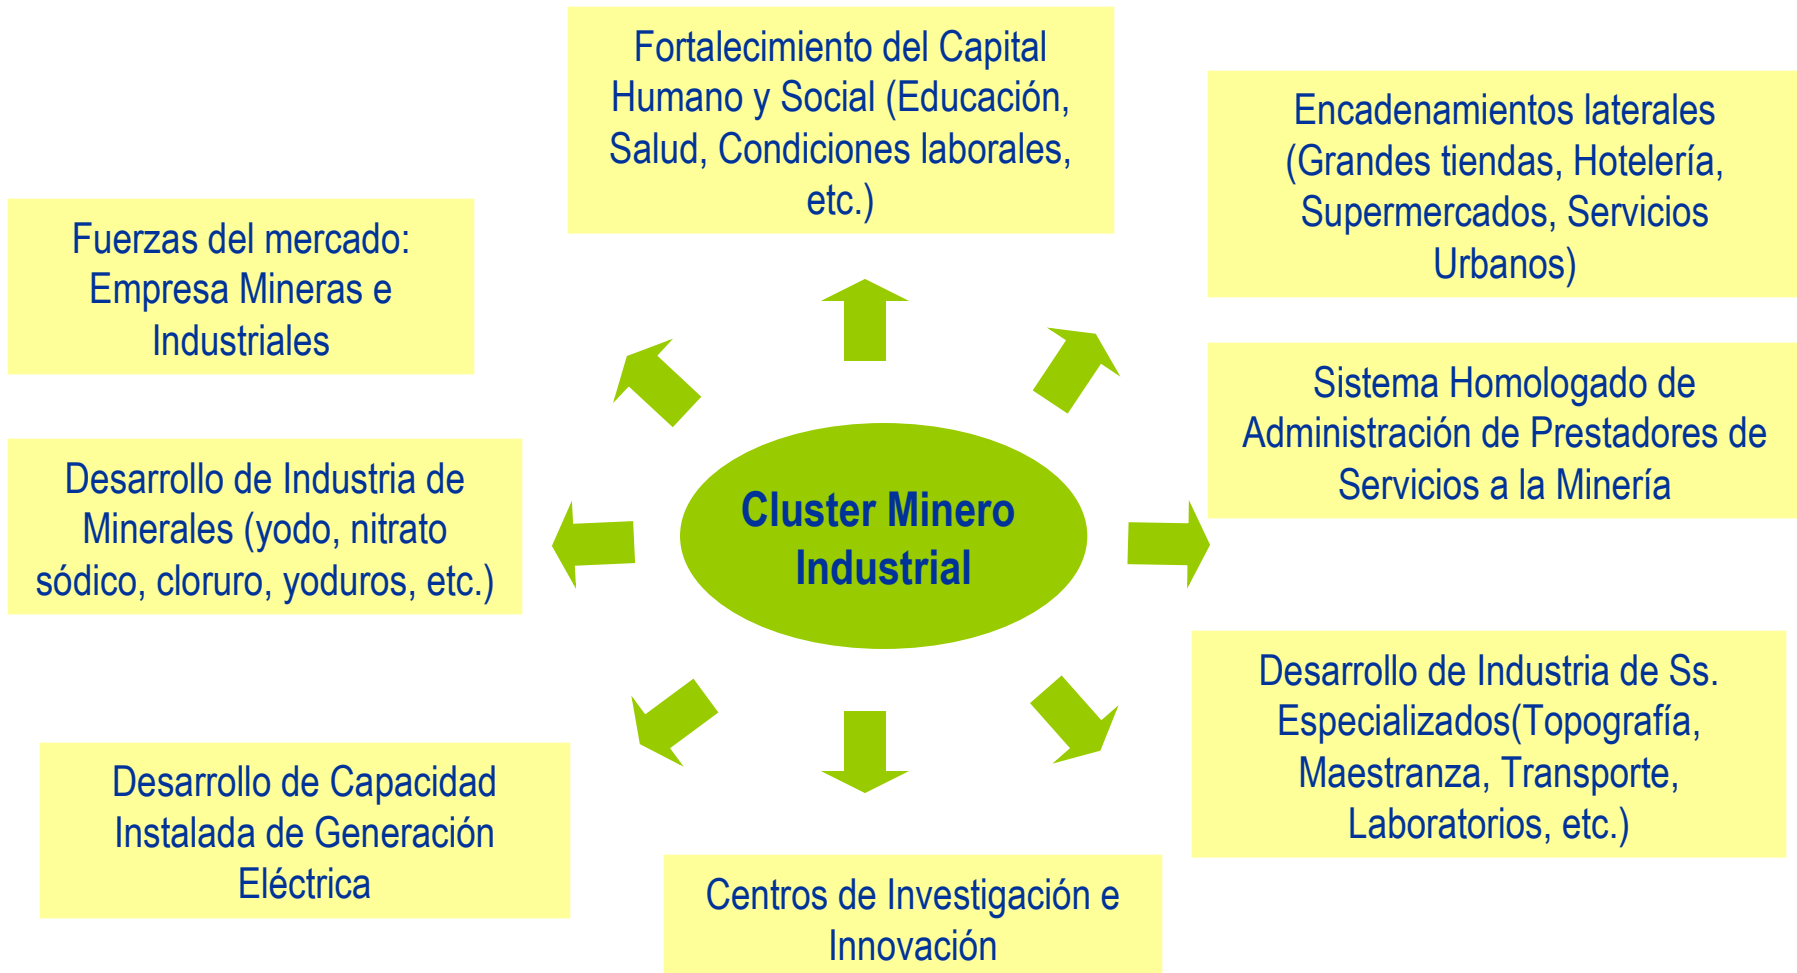 Fortalecimiento del Capital
Humano y Social (Educación,
Salud, Condiciones laborales,
etc.)
Encadenamientos laterales
(Grandes tiendas, Hotelería,
Supermercados, Servicios
Urbanos)
Fuerzas del mercado:
Empresa Mineras e
Industriales
Sistema Homologado de
Administración de Prestadores de
Servicios a la Minería
Desarrollo de Industria de
Minerales (yodo, nitrato
sódico, cloruro, yoduros, etc.)
Cluster Minero
Industrial
Desarrollo de Industria de Ss.
Especializados(Topografía,
Maestranza, Transporte,
Laboratorios, etc.)
Desarrollo de Capacidad
Instalada de Generación
Eléctrica
Centros de Investigación e
Innovación